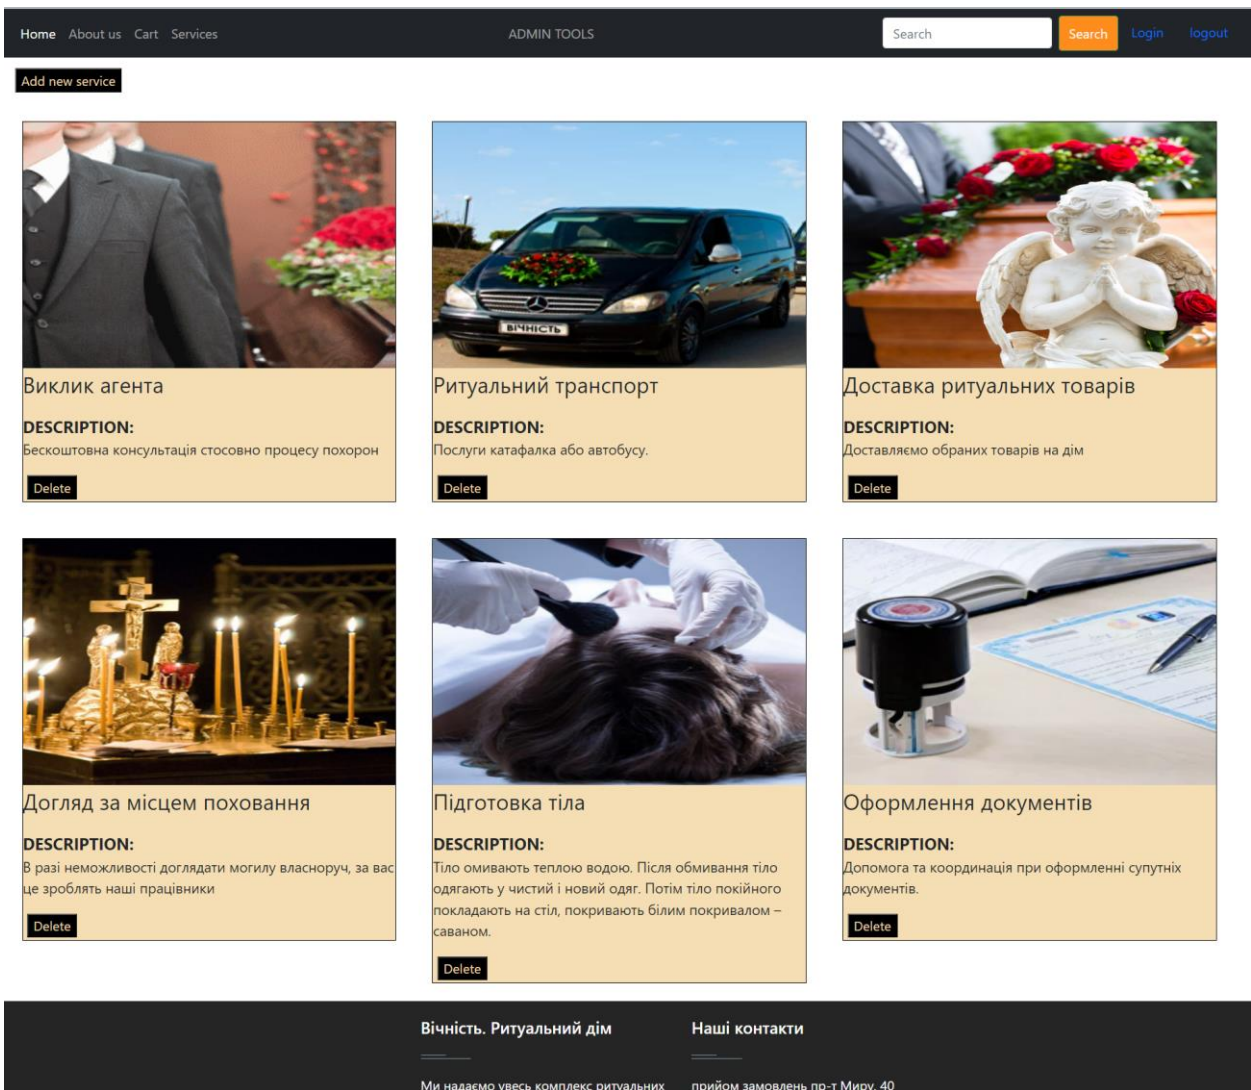 Home About us Cart Services ADMIN TOOLS Search Search Login logout
Add new service
ВІЧНІСТЬ
Виклик агента
DESCRIPTION:
Бескоштовна консультація стосовно процесу похорон
Delete
Ритуальний транспорт
DESCRIPTION:
Послуги катафалка або автобусу.
Delete
Доставка ритуальних товарів
DESCRIPTION:
Доставляємо обраних товарів на дім
Delete
Догляд за місцем поховання
DESCRIPTION:
В разі неможливості доглядати могилу власноруч, за вас
це зроблять наші працівники
Delete
Підготовка тіла
DESCRIPTION:
Тіло омивають теплою водою. Після обмивання тіло
одягають у чистий і новий одяг. Потім тіло покійного
покладають на стіл, покривають білим покривалом –
саваном.
Delete
Оформлення документів
DESCRIPTION:
Допомога та координація при оформленні супутніх
документів.
Delete
Вічність. Ритуальний дім
Ми надаємо увесь комплекс ритуальних
Наші контакти
прийом замовлень пр-т Миру, 40